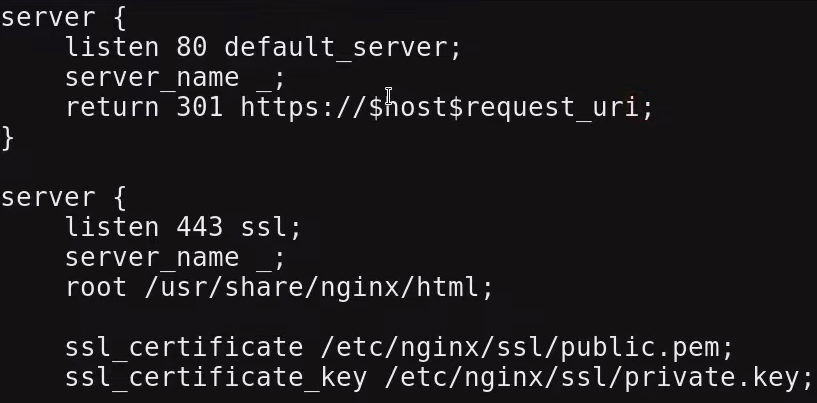 server {
    listen 80 default_server;
    server_name _;
    return 301 https://$host$request_uri;
}

server {
    listen 443 ssl;
    server_name _;
    root /usr/share/nginx/html;

    ssl_certificate /etc/nginx/ssl/public.pem;
    ssl_certificate_key /etc/nginx/ssl/private.key;